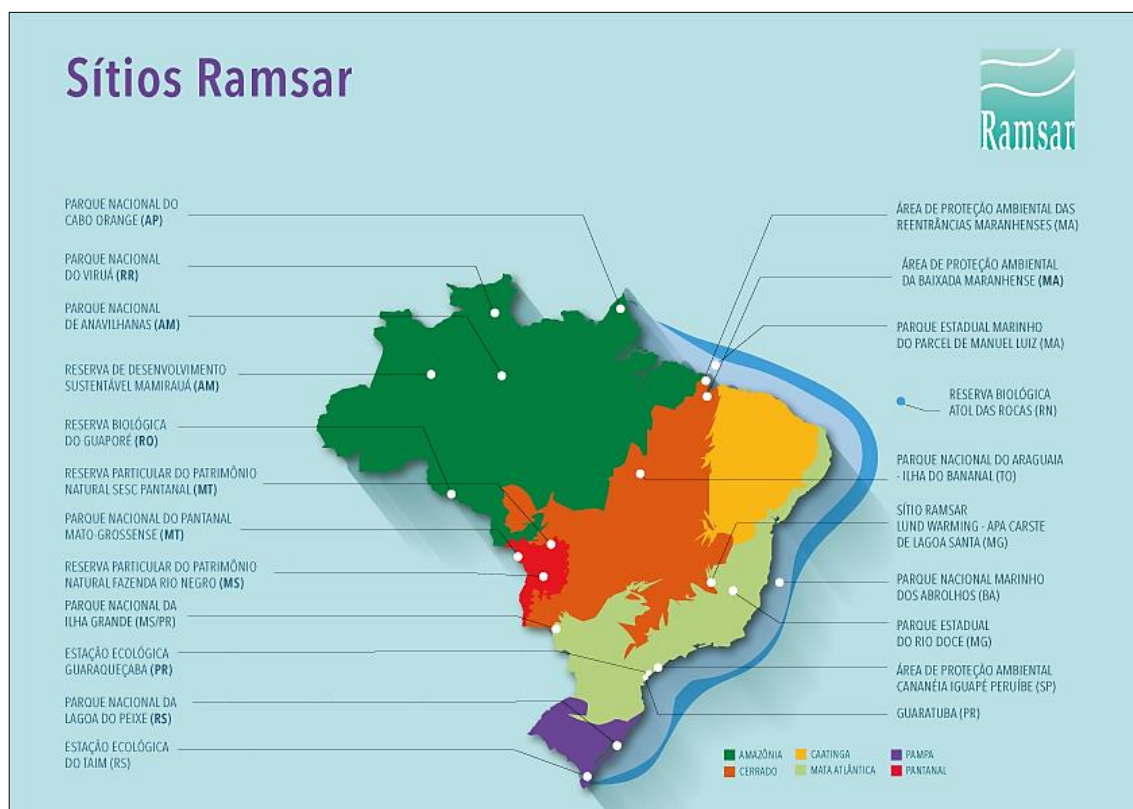 Sítios Ramsar
Ramsar
PARQUE NACIONAL DO
CABO ORANGE (AP)
PARQUE NACIONAL
DO VIRUÁ (RR)
PARQUE NACIONAL
DE ANAVILHANAS (AM)
RESERVA DE DESENVOLVIMENTO
SUSTENTÁVEL MAMIRAUÁ (AM)
RESERVA BIOLÓGICA
DO GUAPORÉ (RO)
RESERVA PARTICULAR DO PATRIMÔNIO
NATURAL SESC PANTANAL (MT)
PARQUE NACIONAL DO PANTANAL
MATO-GROSSENSE (MT)
RESERVA PARTICULAR DO PATRIMÔNIO
NATURAL FAZENDA RIO NEGRO (MS)
PARQUE NACIONAL DA
ILHA GRANDE (MS/PR)
ESTAÇÃO ECOLÓGICA
GUARAQUEÇABA (PR)
PARQUE NACIONAL DA
LAGOA DO PEIXE (RS)
ESTAÇÃO ECOLÓGICA
DO TAIM (RS)
ÁREA DE PROTEÇÃO AMBIENTAL DAS
REENTRÂNCIAS MARANHENSES (MA)
ÁREA DE PROTEÇÃO AMBIENTAL
DA BAIXADA MARANHENSE (MA)
PARQUE ESTADUAL MARINHO
DO PARCEL DE MANUEL LUIZ (MA)
RESERVA BIOLÓGICA
ATOL DAS ROCAS (RN)
PARQUE NACIONAL DO ARAGUAIA
- ILHA DO BANANAL (TO)
SÍTIO RAMSAR
LUND WARMING - APA CARSTE
DE LAGOA SANTA (MG)
PARQUE NACIONAL MARINHO
DOS ABROLHOS (BA)
PARQUE ESTADUAL
DO RIO DOCE (MG)
ÁREA DE PROTEÇÃO AMBIENTAL
CANANÉIA IGUAPÉ PERUÍBE (SP)
GUARATUBA (PR)
AMAZÔNIA CAATINGA PAMPA
CERRADO MATA ATLÂNTICA PANTANAL